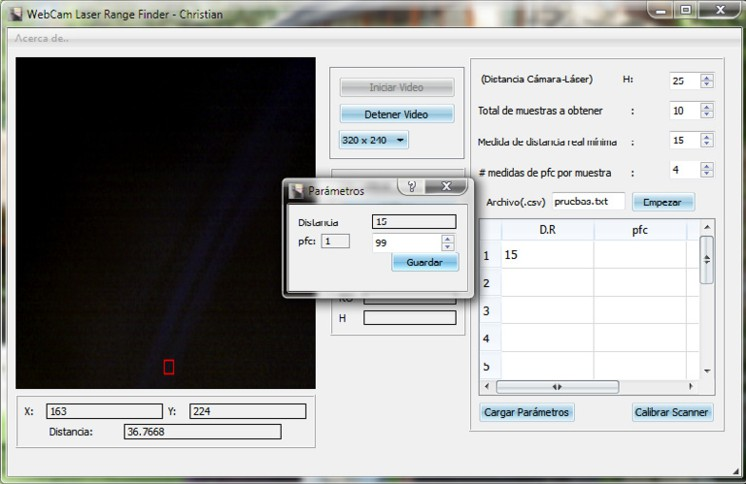 WebCam Laser Range Finder - Christian
Acerca de..
Iniciar Video
Detener Video
320 x 240
(Distancia Cámara-Láser) H: 25
Total de muestras a obtener : 10
Medida de distancia real mínima : 15
# medidas de pfc por muestra : 4
Archivo(.csv) pruebas.txt Empezar
Parámetros
Distancia 15
pfc: 1 99
Guardar
H
D.R pfc
1 15
2
3
4
5
Cargar Parámetros Calibrar Scanner
X: 163 Y: 224
Distancia: 36.7668